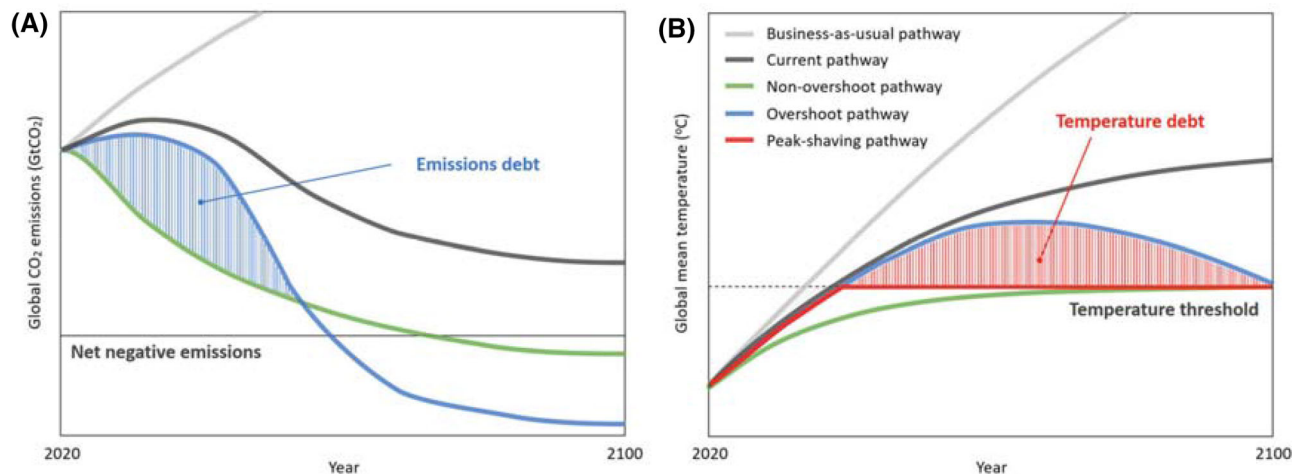 (A)
Global CO₂ emissions (GtCO₂)
Emissions debt
Net negative emissions
2020
Year
2100
(B)
Global mean temperature (°C)
Business-as-usual pathway
Current pathway
Non-overshoot pathway
Overshoot pathway
Peak-shaving pathway
Temperature debt
Temperature threshold
2020
Year
2100